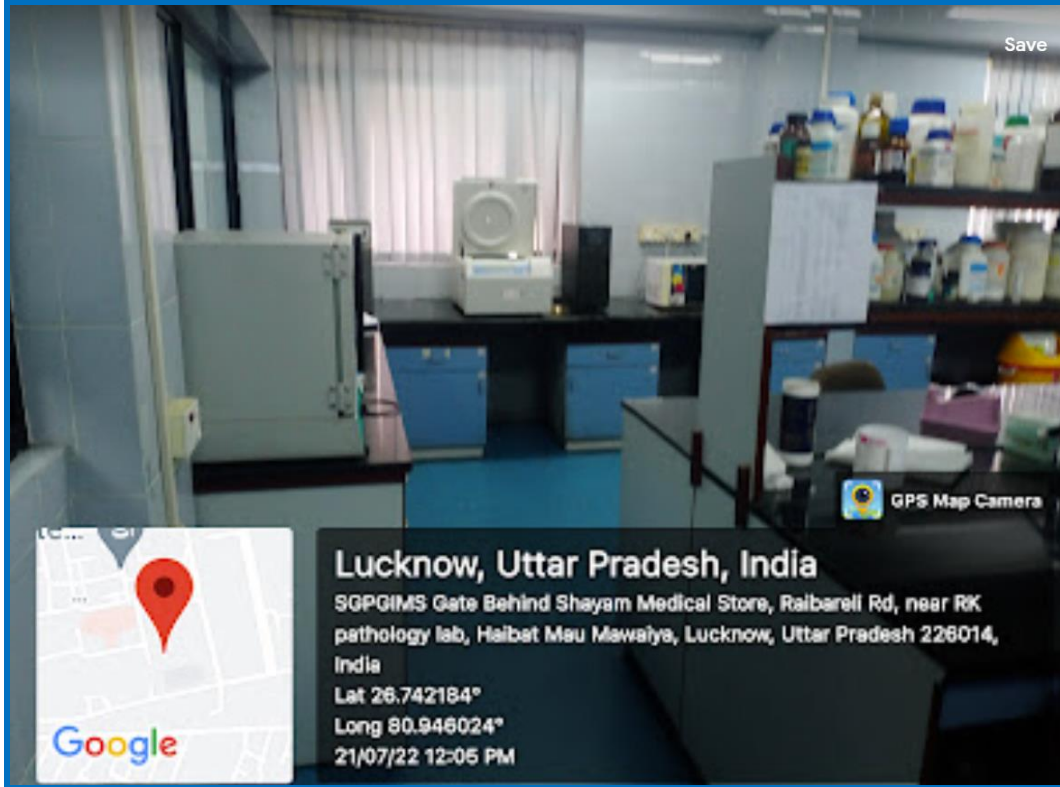 Save
GPS Map Camera
Lucknow, Uttar Pradesh, India
SGPGIMS Gate Behind Shayam Medical Store, Raibareli Rd, near RK
pathology lab, Haibat Mau Mawaiya, Lucknow, Uttar Pradesh 226014,
India
Lat 26.742184°
Long 80.946024°
21/07/22 12:05 PM
Google